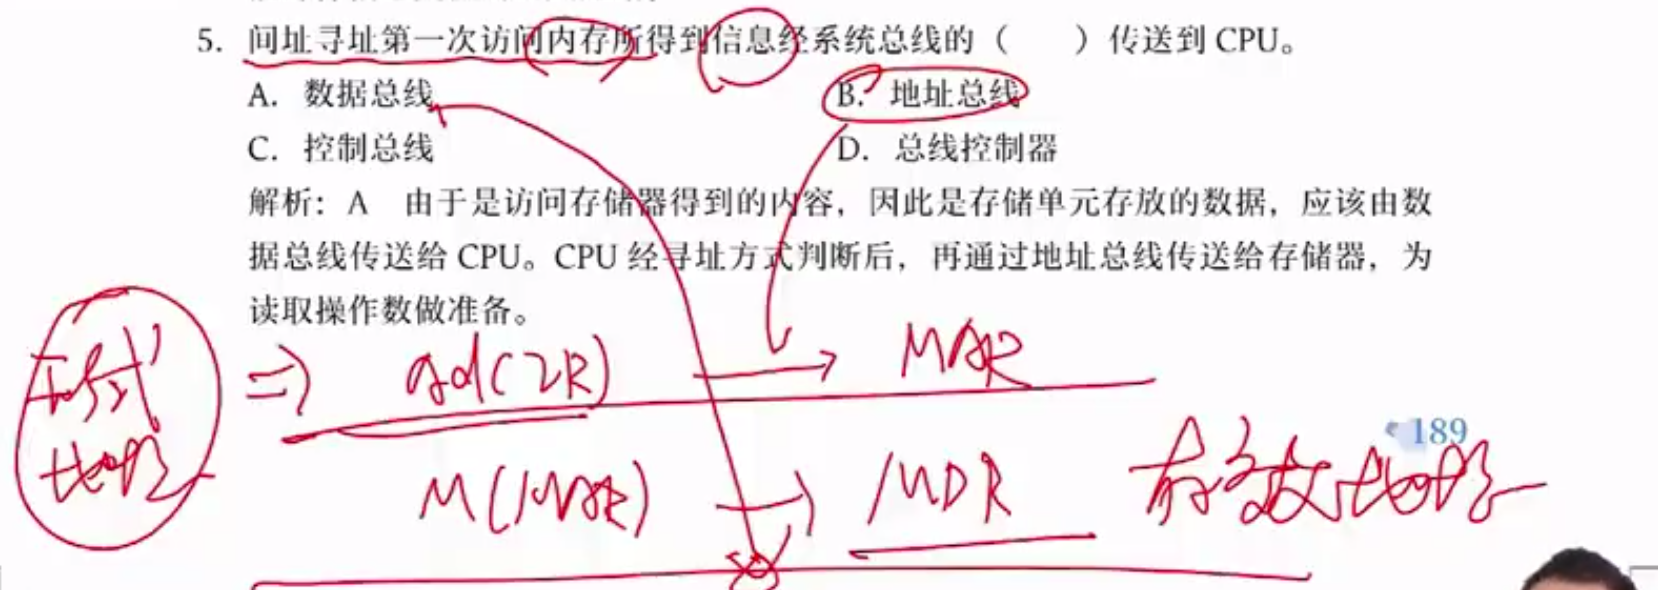 5. 间址寻址第一次访问内存所得到信息经系统总线的（　　）传送到 CPU。
A. 数据总线
B. 地址总线
C. 控制总线
D. 总线控制器
解析：A 由于是访问存储器得到的内容，因此是存储单元存放的数据，应该由数
据总线传送给 CPU。CPU 经寻址方式判断后，再通过地址总线传送给存储器，为
读取操作数做准备。
形式
地址
⇒ Ad(IR) → MAR
189
M(MAR) → MDR 有效地址